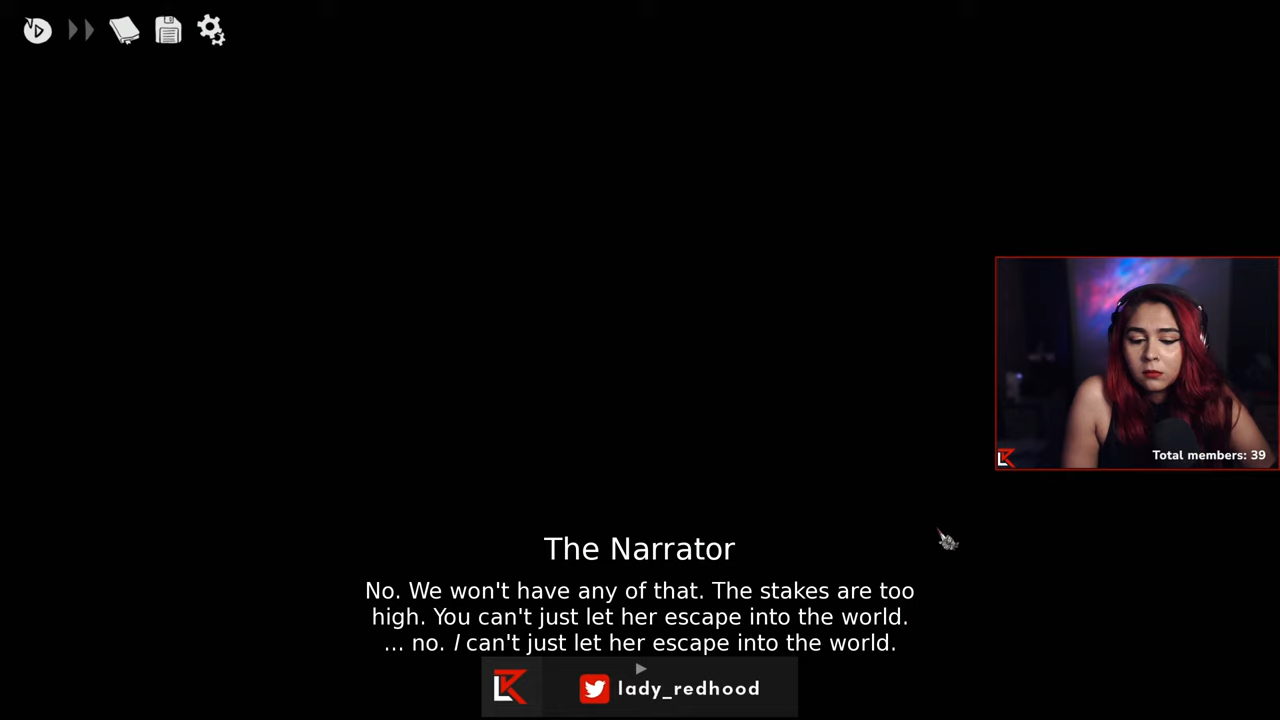 Total members: 39
The Narrator
No. We won't have any of that. The stakes are too
high. You can't just let her escape into the world.
... no. I can't just let her escape into the world.
lady_redhood